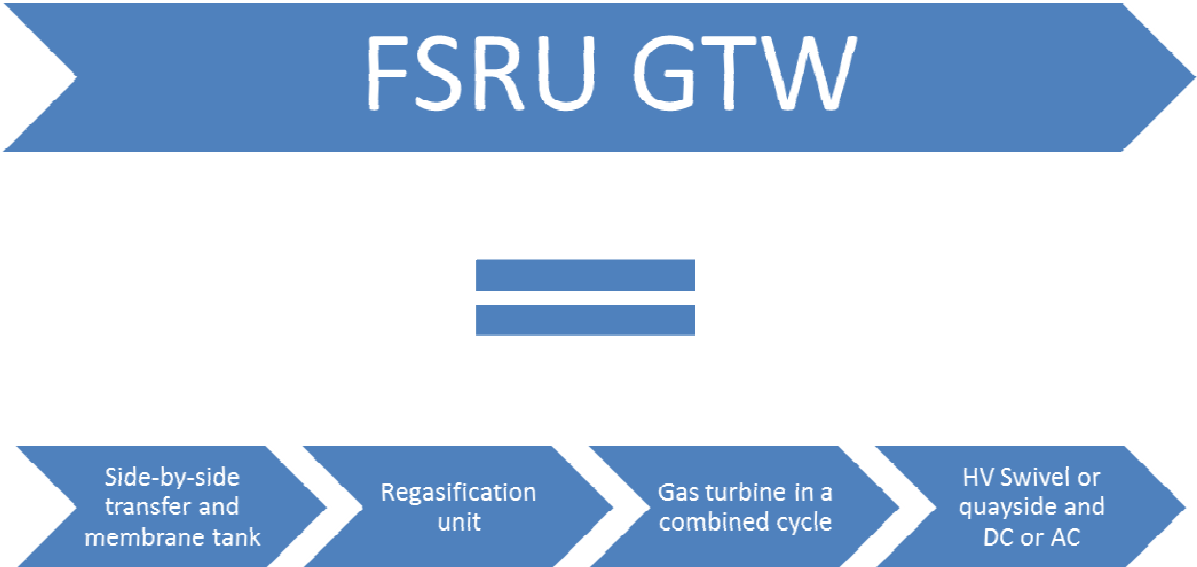 FSRU GTW
Side-by-side
transfer and
membrane tank
Regasification
unit
Gas turbine in a
combined cycle
HV Swivel or
quayside and
DC or AC